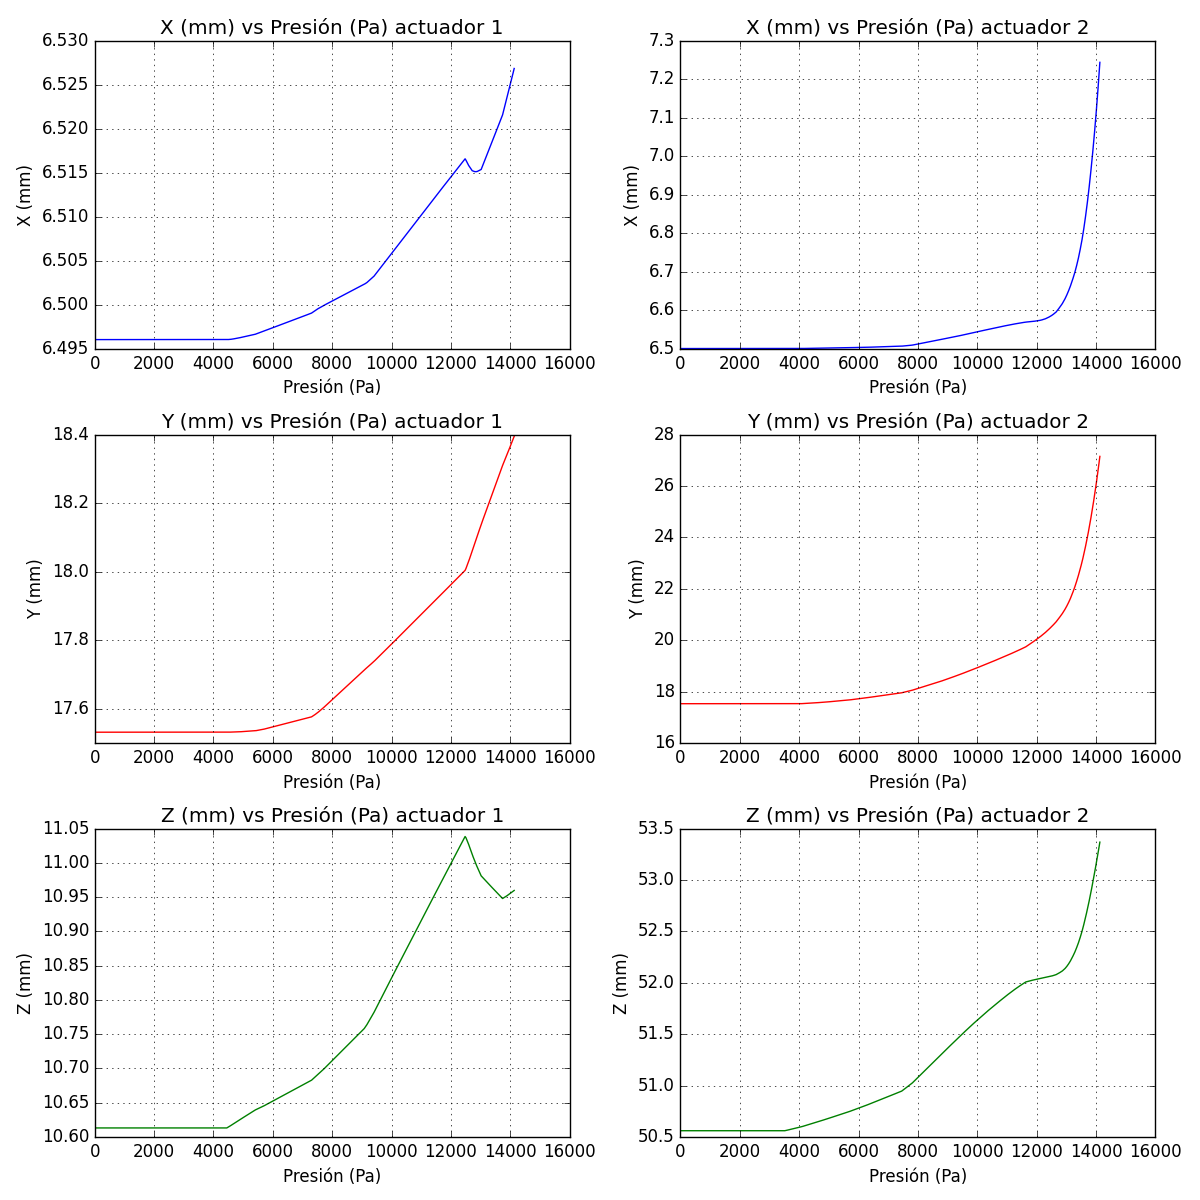 X (mm) vs Presión (Pa) actuador 1
6.530
6.525
6.520
6.515
6.510
6.505
6.500
6.495
X (mm)
0 2000 4000 6000 8000 10000 12000 14000 16000
Presión (Pa)
X (mm) vs Presión (Pa) actuador 2
7.3
7.2
7.1
7.0
6.9
6.8
6.7
6.6
6.5
X (mm)
0 2000 4000 6000 8000 10000 12000 14000 16000
Presión (Pa)
Y (mm) vs Presión (Pa) actuador 1
18.4
18.2
18.0
17.8
17.6
Y (mm)
0 2000 4000 6000 8000 10000 12000 14000 16000
Presión (Pa)
Y (mm) vs Presión (Pa) actuador 2
28
26
24
22
20
18
16
Y (mm)
0 2000 4000 6000 8000 10000 12000 14000 16000
Presión (Pa)
Z (mm) vs Presión (Pa) actuador 1
11.05
11.00
10.95
10.90
10.85
10.80
10.75
10.70
10.65
10.60
Z (mm)
0 2000 4000 6000 8000 10000 12000 14000 16000
Presión (Pa)
Z (mm) vs Presión (Pa) actuador 2
53.5
53.0
52.5
52.0
51.5
51.0
50.5
Z (mm)
0 2000 4000 6000 8000 10000 12000 14000 16000
Presión (Pa)